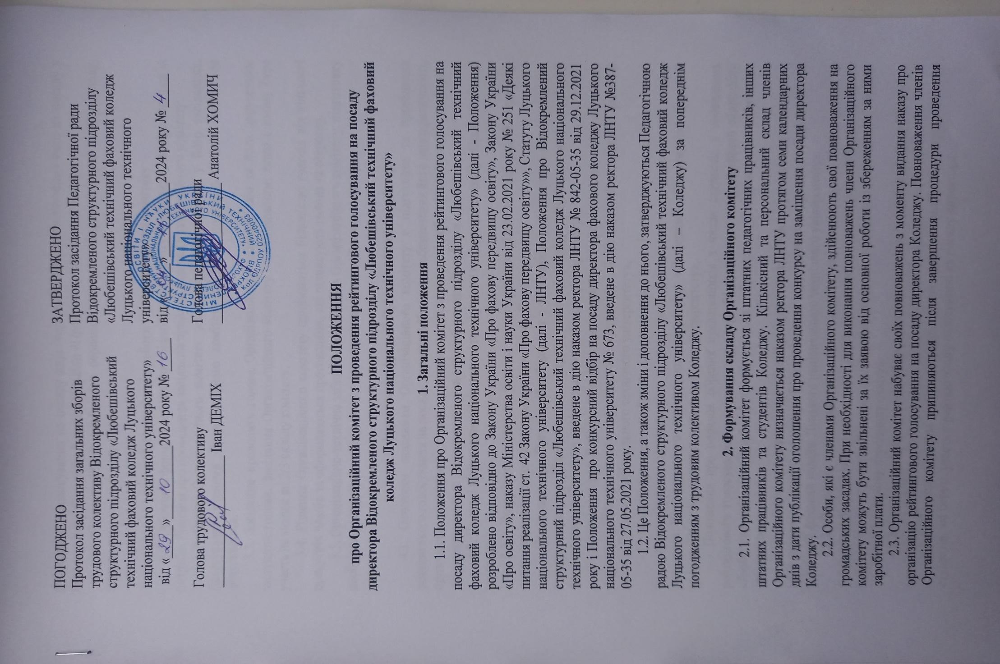 ПОГОДЖЕНО
Протокол засідання загальних зборів
трудового колективу Відокремленого
структурного підрозділу «Любешівський
технічний фаховий коледж Луцького
національного технічного університету»
від « 29 » 10 2024 року № 16
Голова трудового колективу
Іван ДЕМІХ
ЗАТВЕРДЖЕНО
Протокол засідання Педагогічної ради
Відокремленого структурного підрозділу
«Любешівський технічний фаховий коледж
Луцького національного технічного
університету»
від « » 2024 року № 4
Голова педагогічної ради
Анатолій ХОМИЧ
ПОЛОЖЕННЯ
про Організаційний комітет з проведення рейтингового голосування на посаду
директора Відокремленого структурного підрозділу «Любешівський технічний фаховий
коледж Луцького національного технічного університету»
1. Загальні положення
1.1. Положення про Організаційний комітет з проведення рейтингового голосування на
посаду директора Відокремленого структурного підрозділу «Любешівський технічний
фаховий коледж Луцького національного технічного університету» (далі - Положення)
розроблено відповідно до Закону України «Про фахову передвищу освіту», Закону України
«Про освіту», наказу Міністерства освіти і науки України від 23.02.2021 року № 251 «Деякі
питання реалізації ст. 42 Закону України «Про фахову передвищу освіту»»,Статуту Луцького
національного технічного університету (далі - ЛНТУ), Положення про Відокремлений
структурний підрозділ «Любешівський технічний фаховий коледж Луцького національного
технічного університету», введене в дію наказом ректора ЛНТУ № 842-05-35 від 29.12.2021
року і Положення про конкурсний відбір на посаду директора фахового коледжу Луцького
національного технічного університету № 673, введене в дію наказом ректора ЛНТУ №387-
05-35 від 27.05.2021 року.
1.2. Це Положення, а також зміни і доповнення до нього, затверджуються Педагогічною
радою Відокремленого структурного підрозділу «Любешівський технічний фаховий коледж
Луцького національного технічного університету» (далі – Коледжу) за попереднім
погодженням з трудовим колективом Коледжу.
2. Формування складу Організаційного комітету
2.1. Організаційний комітет формується зі штатних педагогічних працівників, інших
штатних працівників та студентів Коледжу. Кількісний та персональний склад членів
Організаційного комітету визначається наказом ректора ЛНТУ протягом семи календарних
днів з дати публікації оголошення про проведення конкурсу на заміщення посади директора
Коледжу.
2.2. Особи, які є членами Організаційного комітету, здійснюють свої повноваження на
громадських засадах. При необхідності для виконання повноважень члени Організаційного
комітету можуть бути звільнені за їх заявою від основної роботи із збереженням за ними
заробітної плати.
2.3. Організаційний комітет набуває своїх повноважень з моменту видання наказу про
організацію рейтингового голосування на посаду директора Коледжу. Повноваження членів
Організаційного комітету припиняються після завершення процедури проведення